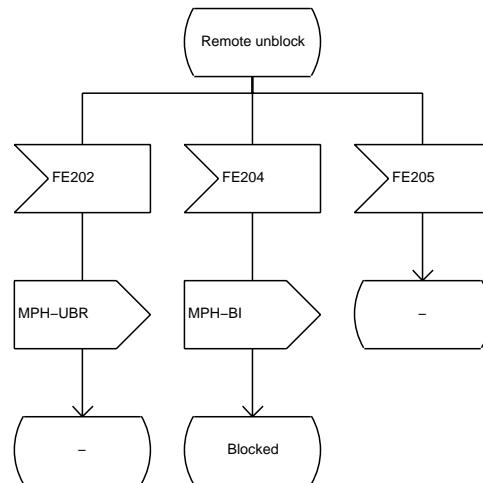 Remote unblock
FE202
FE204
FE205
MPH−UBR
MPH−BI
−
−
Blocked